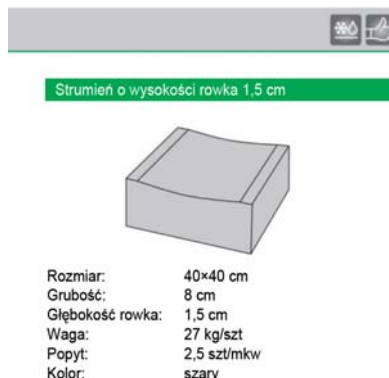 Strumień o wysokości rowka 1,5 cm
Rozmiar: 40×40 cm
Grubość: 8 cm
Głębokość rowka: 1,5 cm
Waga: 27 kg/szt
Popyt: 2,5 szt/mkw
Kolor: szary